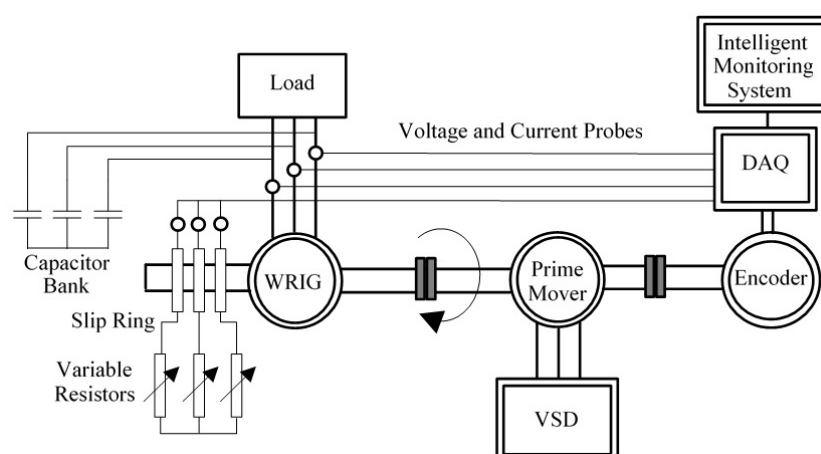 Intelligent
Monitoring
System
Load
Voltage and Current Probes
DAQ
Capacitor
Bank
WRIG
Prime
Mover
Encoder
Slip Ring
Variable
Resistors
VSD